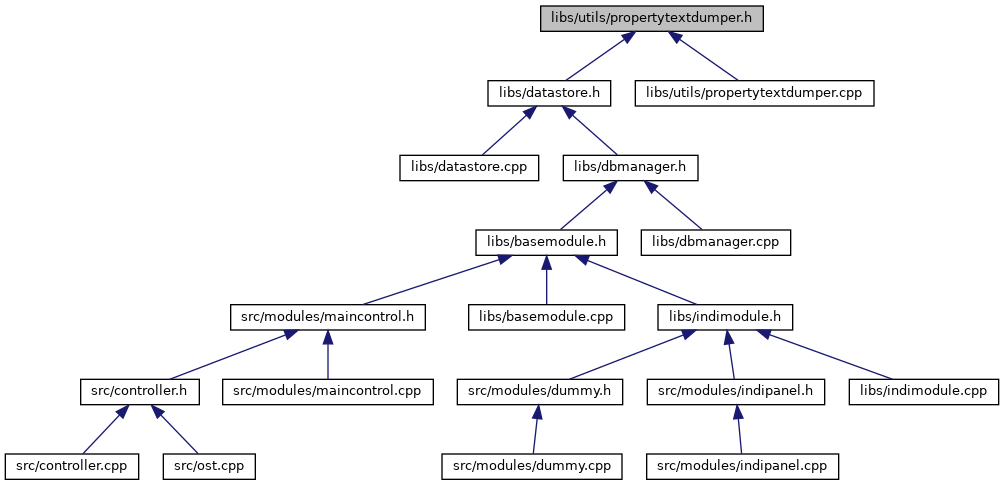 libs/utils/propertytextdumper.h
libs/datastore.h
libs/utils/propertytextdumper.cpp
libs/datastore.cpp
libs/dbmanager.h
libs/basemodule.h
libs/dbmanager.cpp
src/modules/maincontrol.h
libs/basemodule.cpp
libs/indimodule.h
src/controller.h
src/modules/maincontrol.cpp
src/modules/dummy.h
src/modules/indipanel.h
libs/indimodule.cpp
src/controller.cpp
src/ost.cpp
src/modules/dummy.cpp
src/modules/indipanel.cpp